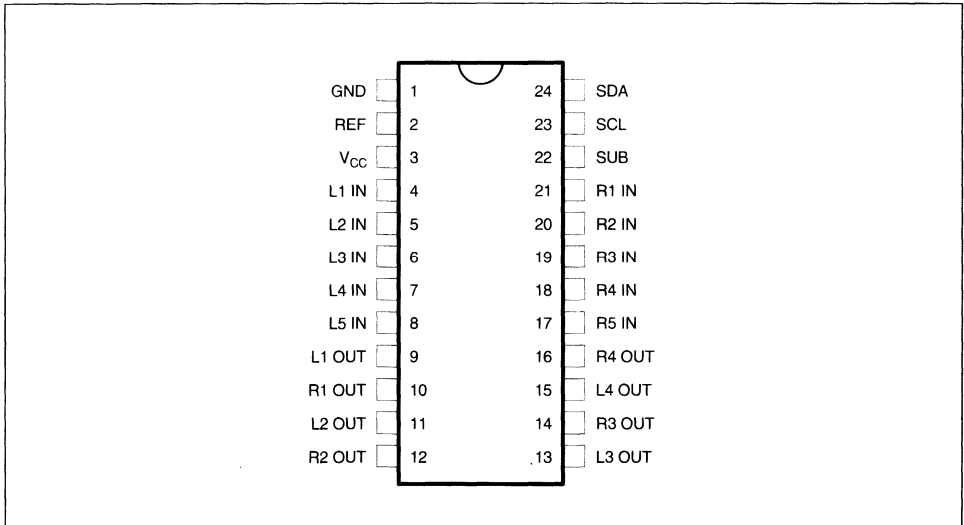 GND 1 24 SDA
REF 2 23 SCL
VCC 3 22 SUB
L1 IN 4 21 R1 IN
L2 IN 5 20 R2 IN
L3 IN 6 19 R3 IN
L4 IN 7 18 R4 IN
L5 IN 8 17 R5 IN
L1 OUT 9 16 R4 OUT
R1 OUT 10 15 L4 OUT
L2 OUT 11 14 R3 OUT
R2 OUT 12 13 L3 OUT